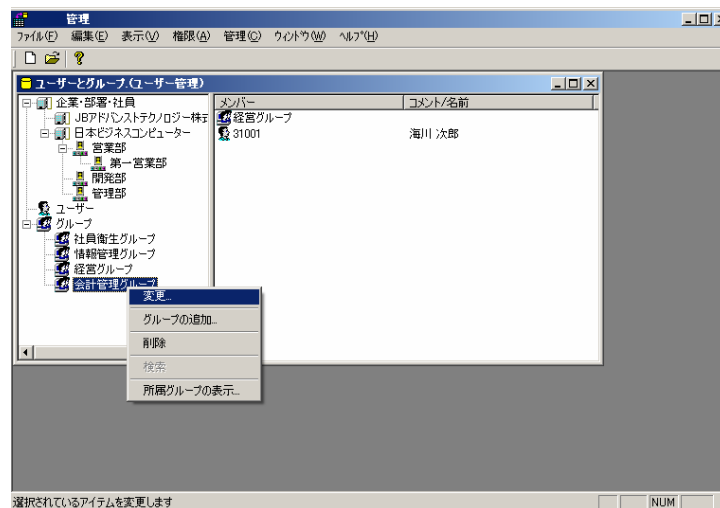 管理
ファイル(F) 編集(E) 表示(V) 権限(A) 管理(C) ウィンドウ(W) ヘルプ(H)
ユーザーとグループ.(ユーザー管理)
企業・部署・社員
JBアドバンストテクノロジー株式
日本ビジネスコンピューター
営業部
第一営業部
開発部
管理部
ユーザー
グループ
社員衛生グループ
情報管理グループ
経営グループ
会計管理グループ
メンバー コメント/名前
経営グループ
31001 海川 次郎
変更...
グループの追加...
削除
検索
所属グループの表示...
選択されているアイテムを変更します NUM